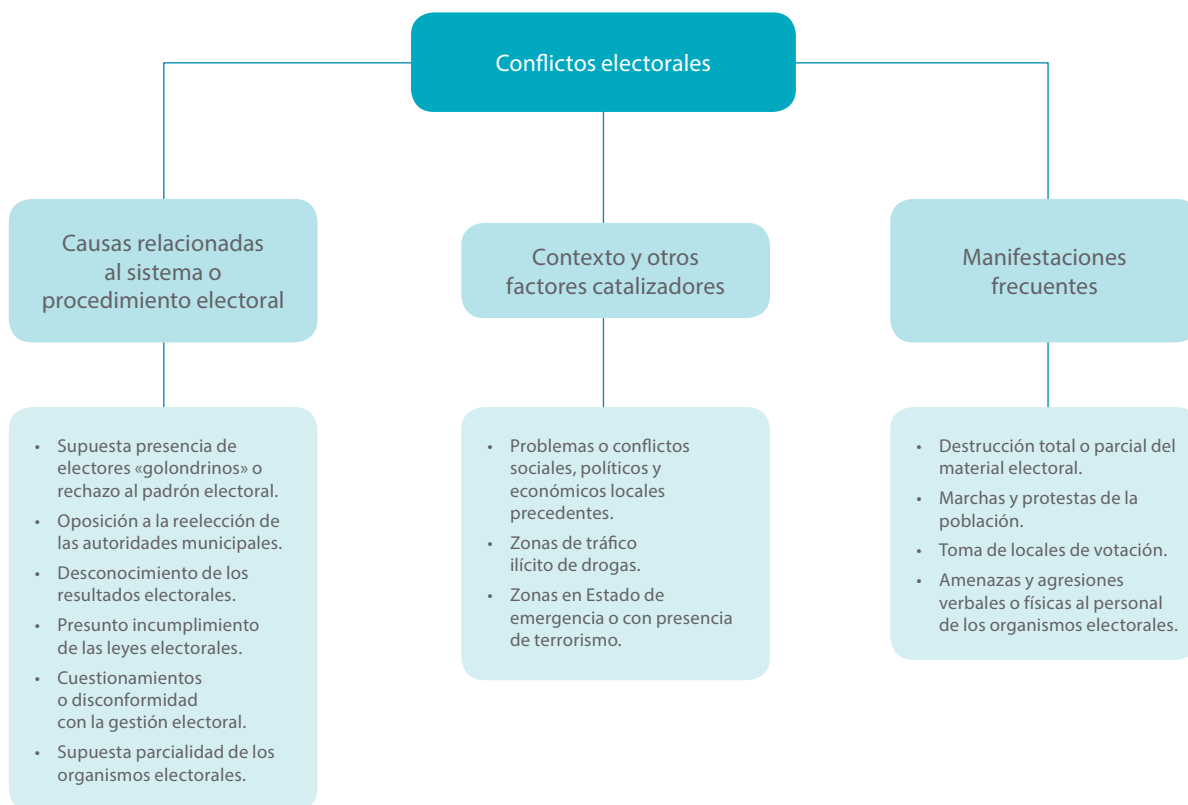 Conflictos electorales
Causas relacionadas
al sistema o
procedimiento electoral
• Supuesta presencia de
electores «golondrinos» o
rechazo al padrón electoral.
• Oposición a la reelección de
las autoridades municipales.
• Desconocimiento de los
resultados electorales.
• Presunto incumplimiento
de las leyes electorales.
• Cuestionamientos
o disconformidad
con la gestión electoral.
• Supuesta parcialidad de los
organismos electorales.
Contexto y otros
factores catalizadores
• Problemas o conflictos
sociales, políticos y
económicos locales
precedentes.
• Zonas de tráfico
ilícito de drogas.
• Zonas en Estado de
emergencia o con presencia
de terrorismo.
Manifestaciones
frecuentes
• Destrucción total o parcial del
material electoral.
• Marchas y protestas de la
población.
• Toma de locales de votación.
• Amenazas y agresiones
verbales o físicas al personal
de los organismos electorales.